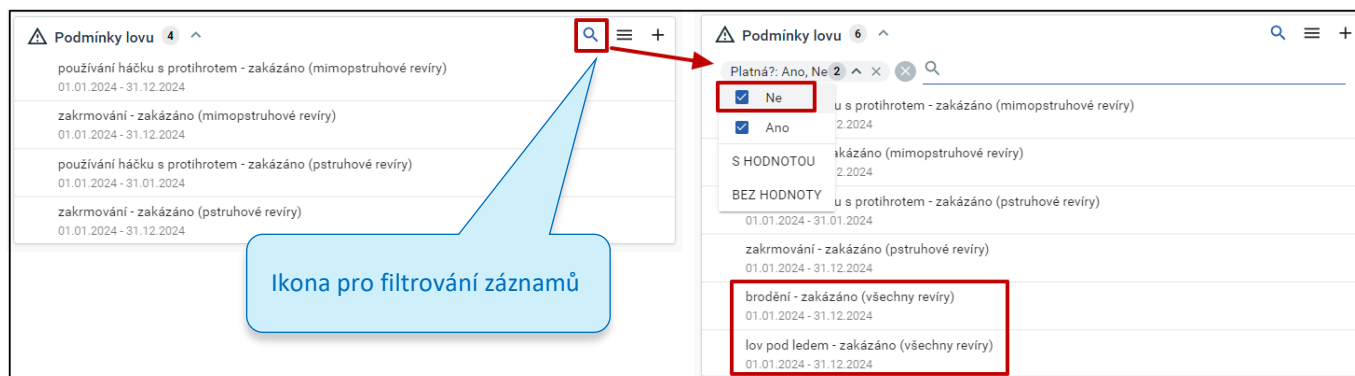 Podmínky lovu 4
používání háčku s protihrotem - zakázáno (mimopstruhové revíry)
01.01.2024 - 31.12.2024
zakrmování - zakázáno (mimopstruhové revíry)
01.01.2024 - 31.12.2024
používání háčku s protihrotem - zakázáno (pstruhové revíry)
01.01.2024 - 31.01.2024
zakrmování - zakázáno (pstruhové revíry)
01.01.2024 - 31.12.2024
Ikona pro filtrování záznamů
Podmínky lovu 6
Platná?: Ano, Ne 2
Ne
Ano
S HODNOTOU
BEZ HODNOTY
u s protihrotem - zakázáno (mimopstruhové revíry)
2.2024
akázáno (mimopstruhové revíry)
2.2024
u s protihrotem - zakázáno (pstruhové revíry)
01.01.2024 - 31.01.2024
zakrmování - zakázáno (pstruhové revíry)
01.01.2024 - 31.12.2024
brodění - zakázáno (všechny revíry)
01.01.2024 - 31.12.2024
lov pod ledem - zakázáno (všechny revíry)
01.01.2024 - 31.12.2024